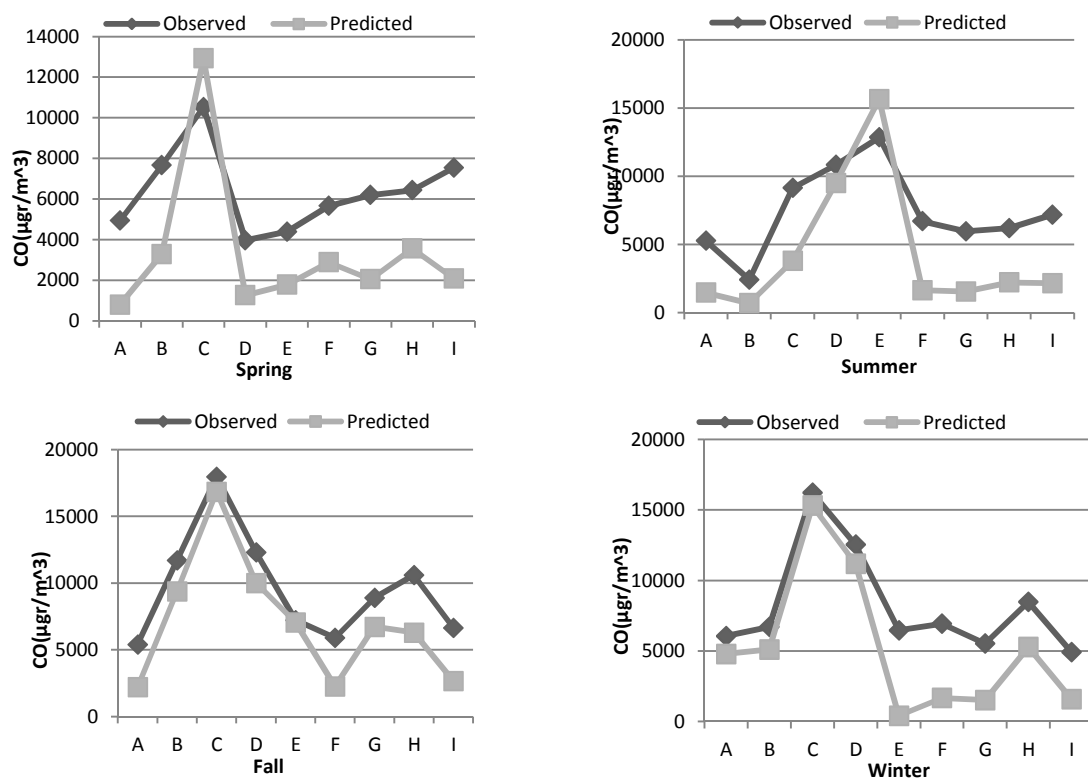 Observed Predicted
14000
12000
10000
8000
6000
4000
2000
0
CO(µgr/m^3)
A B C D E F G H I
Spring
Observed Predicted
20000
15000
10000
5000
0
CO(µgr/m^3)
A B C D E F G H I
Summer
Observed Predicted
20000
15000
10000
5000
0
CO(µgr/m^3)
A B C D E F G H I
Fall
Observed Predicted
20000
15000
10000
5000
0
CO(µgr/m^3)
A B C D E F G H I
Winter